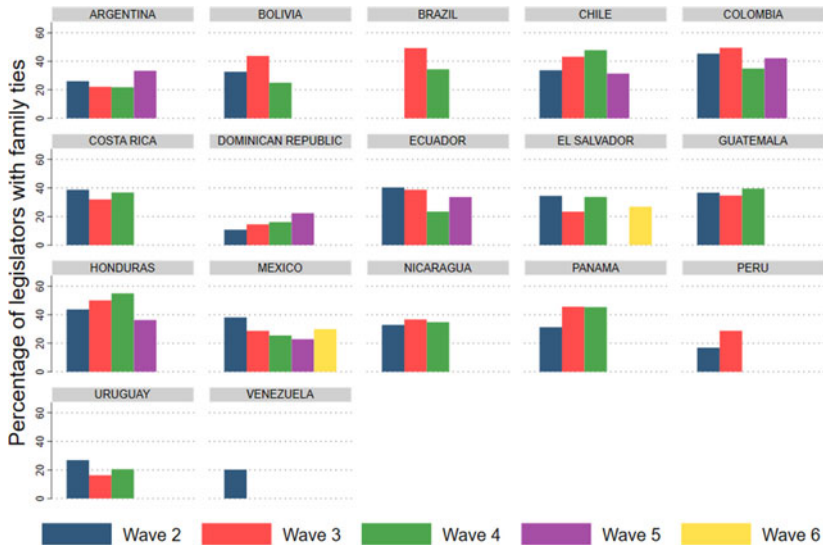 Percentage of legislators with family ties
ARGENTINA BOLIVIA BRAZIL CHILE COLOMBIA
60
40
20
0
COSTA RICA DOMINICAN REPUBLIC ECUADOR EL SALVADOR GUATEMALA
60
40
20
0
HONDURAS MEXICO NICARAGUA PANAMA PERU
60
40
20
0
URUGUAY VENEZUELA
60
40
20
0
Wave 2 Wave 3 Wave 4 Wave 5 Wave 6